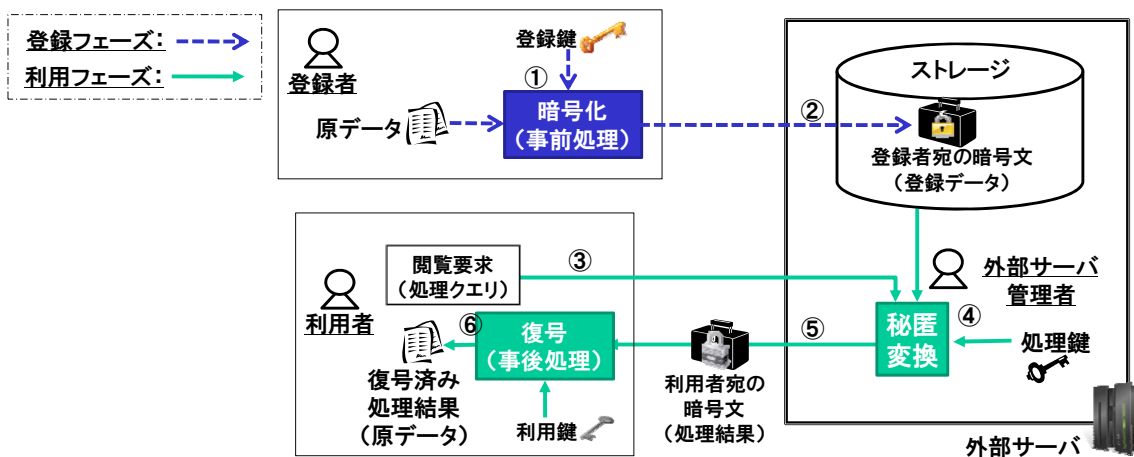 登録フェーズ：
利用フェーズ：
登録者
登録鍵
①
原データ
暗号化
（事前処理）
②
ストレージ
登録者宛の暗号文
（登録データ）
閲覧要求
（処理クエリ）
③
利用者
外部サーバ
管理者
秘匿
変換
④
処理鍵
⑤
利用者宛の
暗号文
（処理結果）
復号
（事後処理）
⑥
復号済み
処理結果
（原データ）
利用鍵
外部サーバ